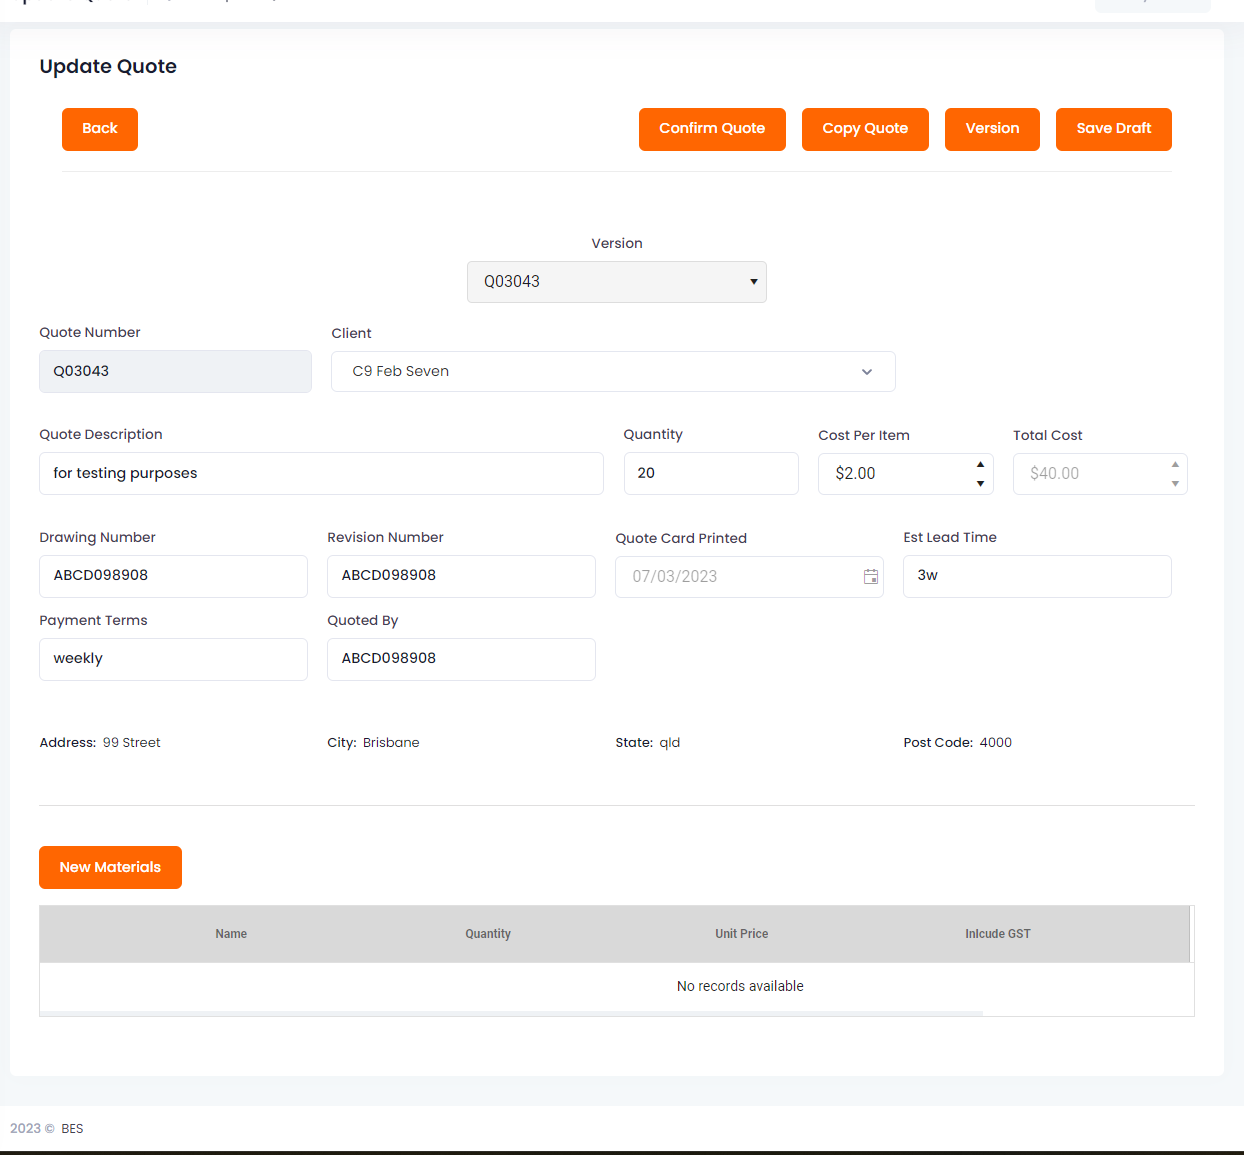 Update Quote
Back Confirm Quote Copy Quote Version Save Draft
Version
Q03043
Quote Number Client
Q03043 C9 Feb Seven
Quote Description Quantity Cost Per Item Total Cost
for testing purposes 20 $2.00 $40.00
Drawing Number Revision Number Quote Card Printed Est Lead Time
ABCD098908 ABCD098908 07/03/2023 3w
Payment Terms Quoted By
weekly ABCD098908
Address: 99 Street City: Brisbane State: qld Post Code: 4000
New Materials
Name Quantity Unit Price Inlcude GST
No records available
2023 © BES